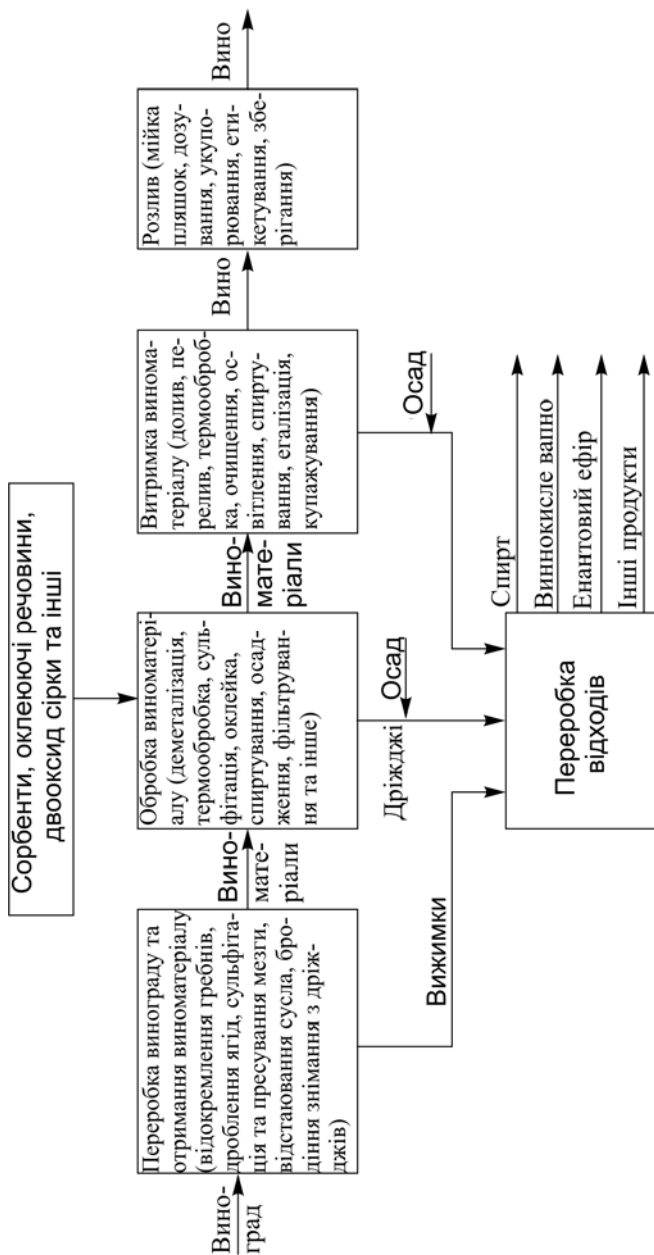 Сорбенти, оклеюючі речовини,
двооксид сірки та інші
Вино-
град
Переробка винограду та
отримання виноматеріалу
(відокремлення гребнів,
дроблення ягід, сульфіта-
ція та пресування мезги,
відстаювання сусла, бро-
діння знімання з дріж-
джів)
Вино-
мате-
ріали
Обробка виноматері-
алу (деметалізація,
термообробка, суль-
фітація, оклейка,
спиртування, осад-
ження, фільтруван-
ня та інше)
Вино-
мате-
ріали
Витримка винома-
теріалу (долив, пе-
релив, термооброб-
ка, очищення, ос-
вітлення, спирту-
вання, егалізація,
купажування)
Вино
Розлив (мійка
пляшок, дозу-
вання, укупо-
рювання, ети-
кетування, збе-
рігання)
Вино
Вижимки
Дріжджі
Осад
Осад
Переробка
відходів
Спирт
Виннокисле вапно
Енантовий ефір
Інші продукти